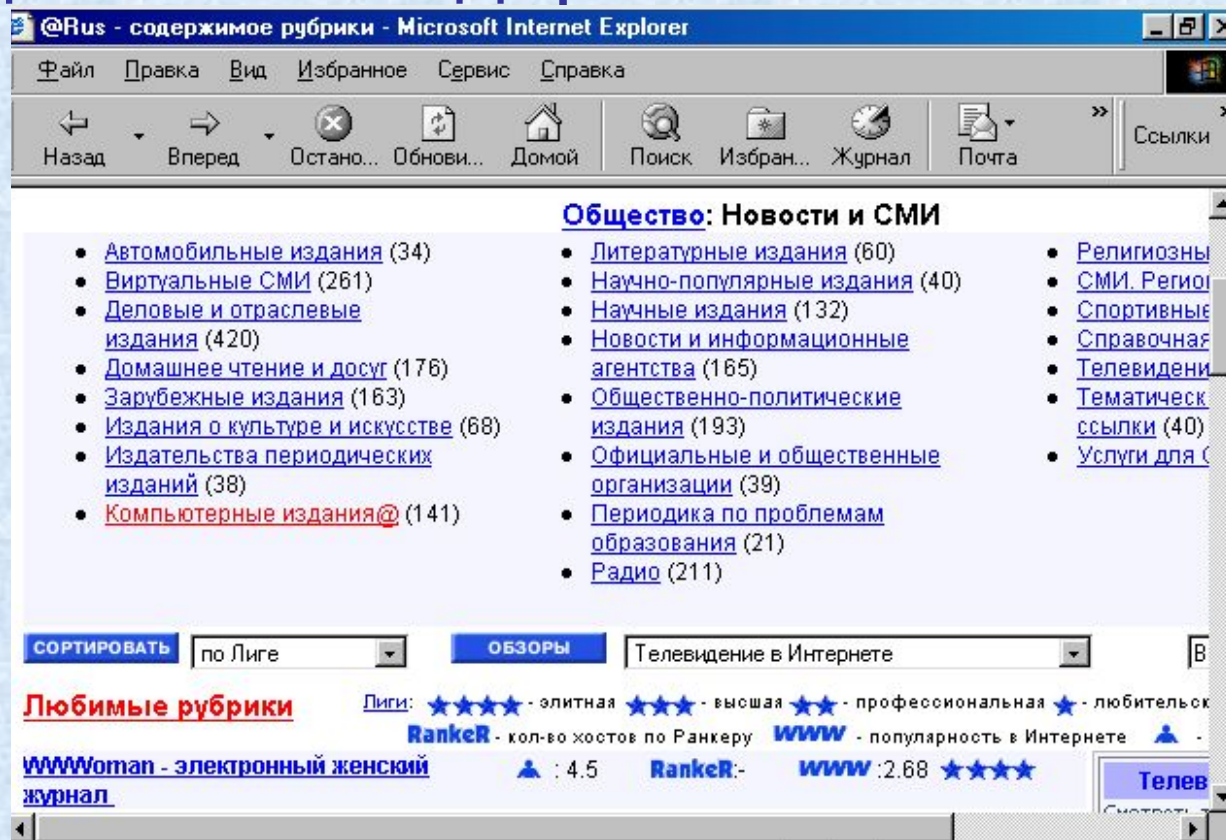 @Rus - содержимое рубрики - Microsoft Internet Explorer
Файл Правка Вид Избранное Сервис Справка
Назад Вперед Остано... Обнови... Домой Поиск Избран... Журнал Почта » Ссылки
Общество: Новости и СМИ
• Автомобильные издания (34)
• Виртуальные СМИ (261)
• Деловые и отраслевые
издания (420)
• Домашнее чтение и досуг (176)
• Зарубежные издания (163)
• Издания о культуре и искусстве (68)
• Издательства периодических
изданий (38)
• Компьютерные издания@ (141)
• Литературные издания (60)
• Научно-популярные издания (40)
• Научные издания (132)
• Новости и информационные
агентства (165)
• Общественно-политические
издания (193)
• Официальные и общественные
организации (39)
• Периодика по проблемам
образования (21)
• Радио (211)
• Религиозны
• СМИ. Регио
• Спортивные
• Справочная
• Телевидени
• Тематическ
ссылки (40)
• Услуги для
СОРТИРОВАТЬ по Лиге ОБЗОРЫ Телевидение в Интернете В
Любимые рубрики Лиги: ★★★★ - элитная ★★★ - высшая ★★ - профессиональная ★ - любительск
RankeR - кол-во хостов по Ранкеру WWW - популярность в Интернете -
WWWoman - электронный женский : 4.5 RankeR:- WWW :2.68 ★★★★
журнал
Телев